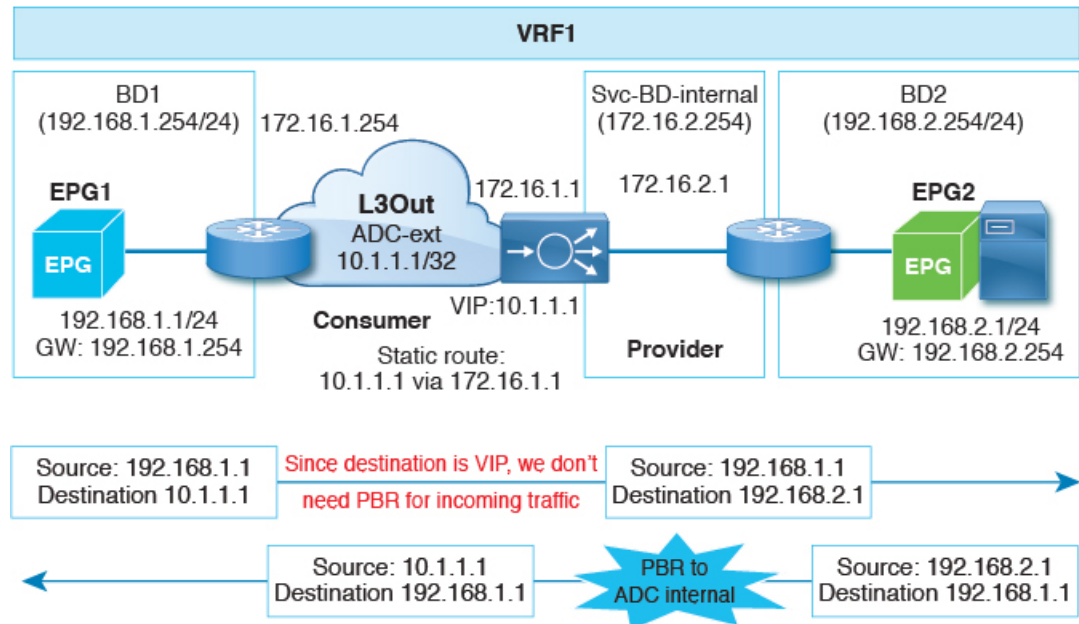 VRF1
BD1
(192.168.1.254/24)
172.16.1.254
Svc-BD-internal
(172.16.2.254)
BD2
(192.168.2.254/24)
EPG1
EPG
L3Out
ADC-ext
10.1.1.1/32
172.16.1.1
172.16.2.1
EPG2
EPG
192.168.1.1/24
GW: 192.168.1.254
Consumer
VIP:10.1.1.1
Static route:
10.1.1.1 via 172.16.1.1
Provider
192.168.2.1/24
GW: 192.168.2.254
Source: 192.168.1.1
Destination 10.1.1.1
Since destination is VIP, we don't
need PBR for incoming traffic
Source: 192.168.1.1
Destination 192.168.2.1
Source: 10.1.1.1
Destination 192.168.1.1
PBR to
ADC internal
Source: 192.168.2.1
Destination 192.168.1.1